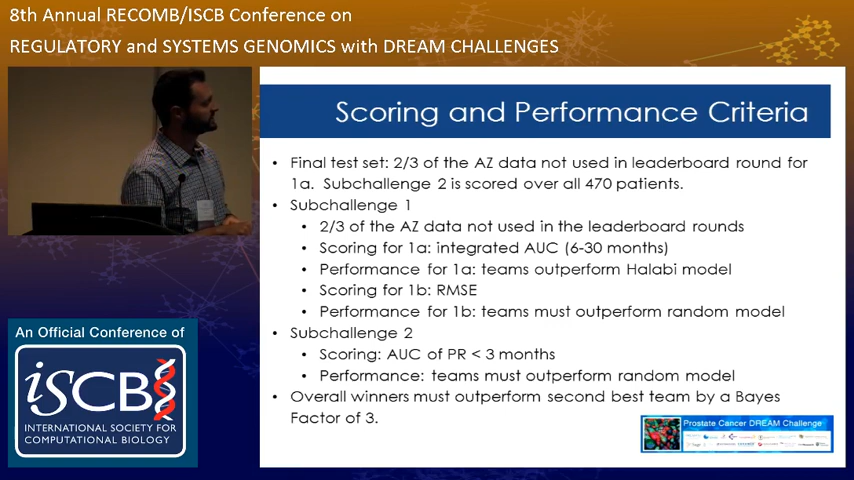 8th Annual RECOMB/ISCB Conference on
REGULATORY and SYSTEMS GENOMICS with DREAM CHALLENGES
Scoring and Performance Criteria
• Final test set: 2/3 of the AZ data not used in leaderboard round for
1a. Subchallenge 2 is scored over all 470 patients.
• Subchallenge 1
• 2/3 of the AZ data not used in the leaderboard rounds
• Scoring for 1a: integrated AUC (6-30 months)
• Performance for 1a: teams outperform Halabi model
• Scoring for 1b: RMSE
• Performance for 1b: teams must outperform random model
• Subchallenge 2
• Scoring: AUC of PR < 3 months
• Performance: teams must outperform random model
• Overall winners must outperform second best team by a Bayes
Factor of 3.
Prostate Cancer DREAM Challenge
An Official Conference of
iSCB
INTERNATIONAL SOCIETY FOR
COMPUTATIONAL BIOLOGY